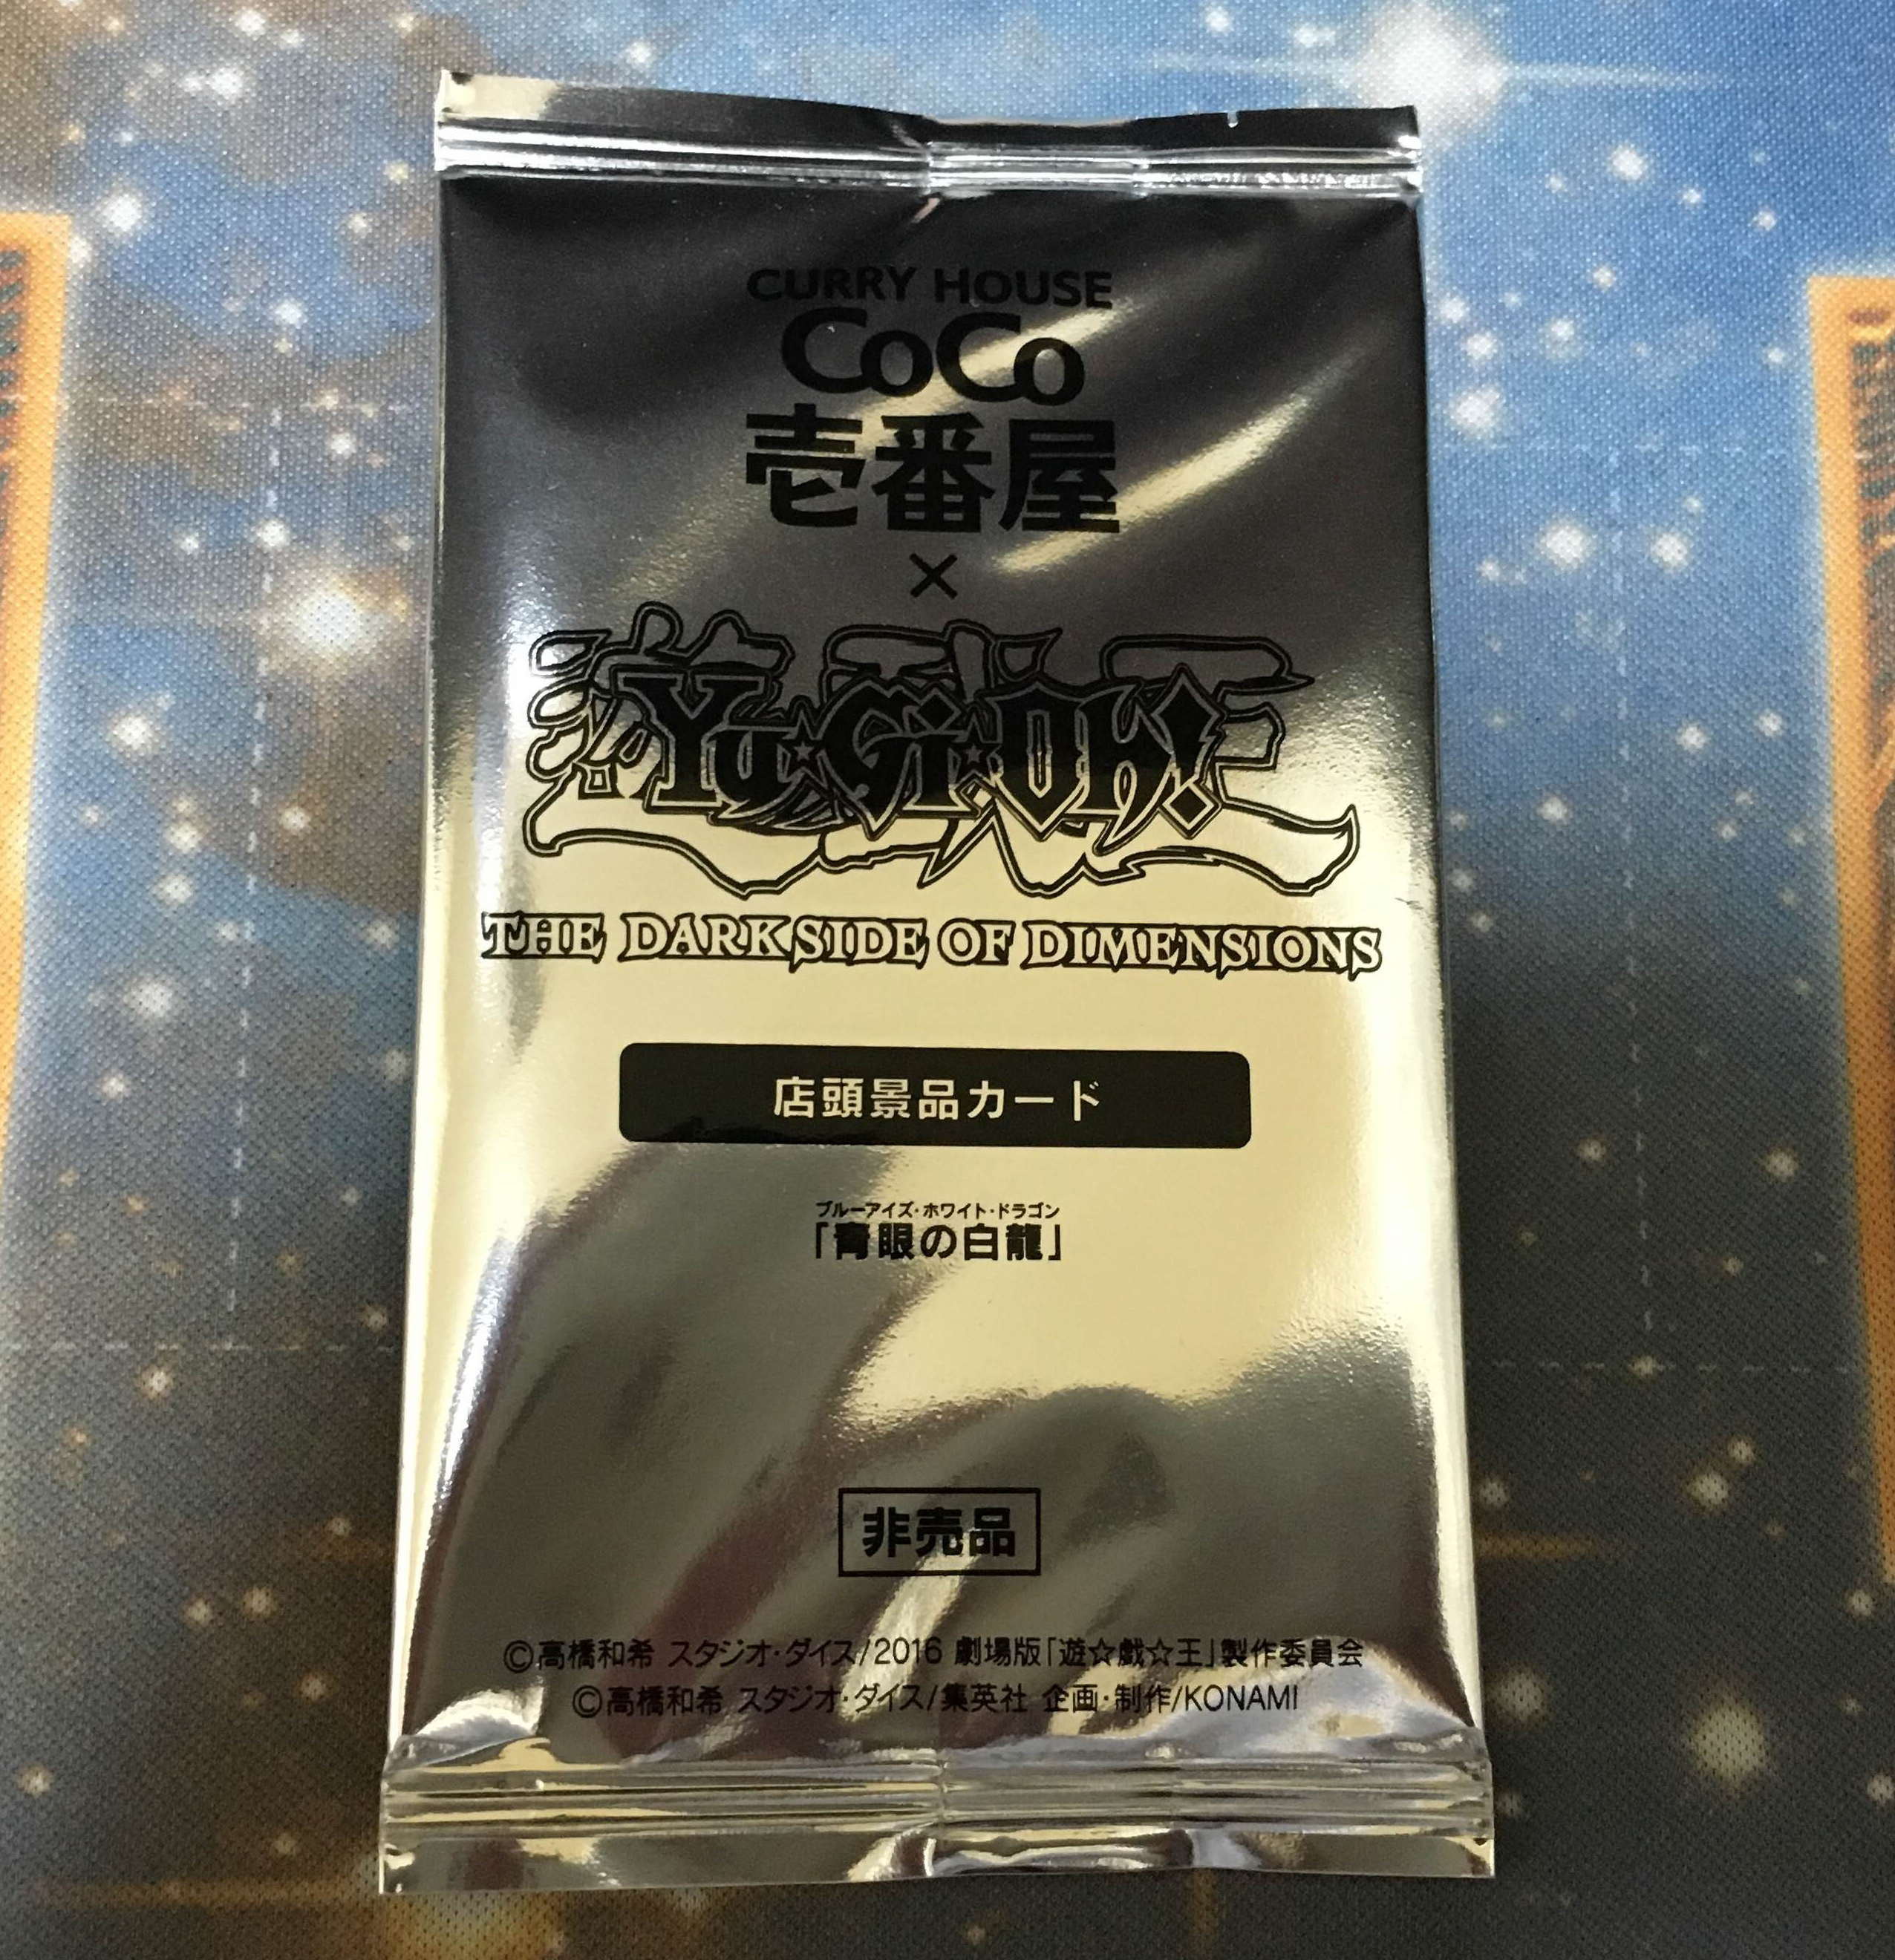 CURRY HOUSE
CoCo
壱番屋
×
遊戯王
Yu☆Gi☆Oh!
THE DARK SIDE OF DIMENSIONS
店頭景品カード
ブルーアイズ・ホワイト・ドラゴン
「青眼の白龍」
非売品
©高橋和希 スタジオ・ダイス/2016 劇場版「遊☆戯☆王」製作委員会
©高橋和希 スタジオ・ダイス/集英社 企画・制作/KONAMI